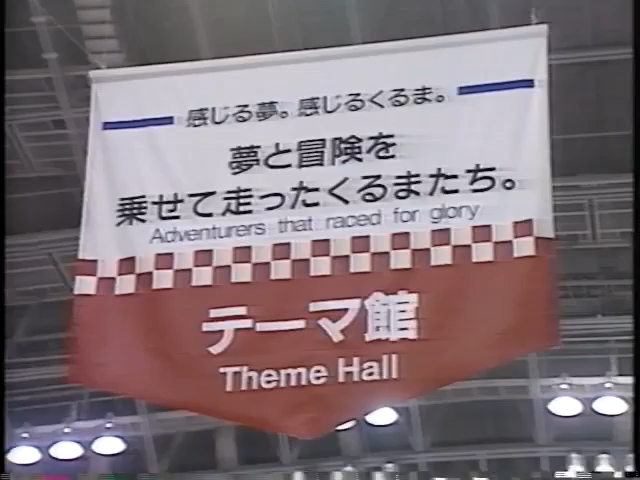 感じる夢。感じるくるま。
夢と冒険を
乗せて走ったくるまたち。
Adventurers that raced for glory
テーマ館
Theme Hall